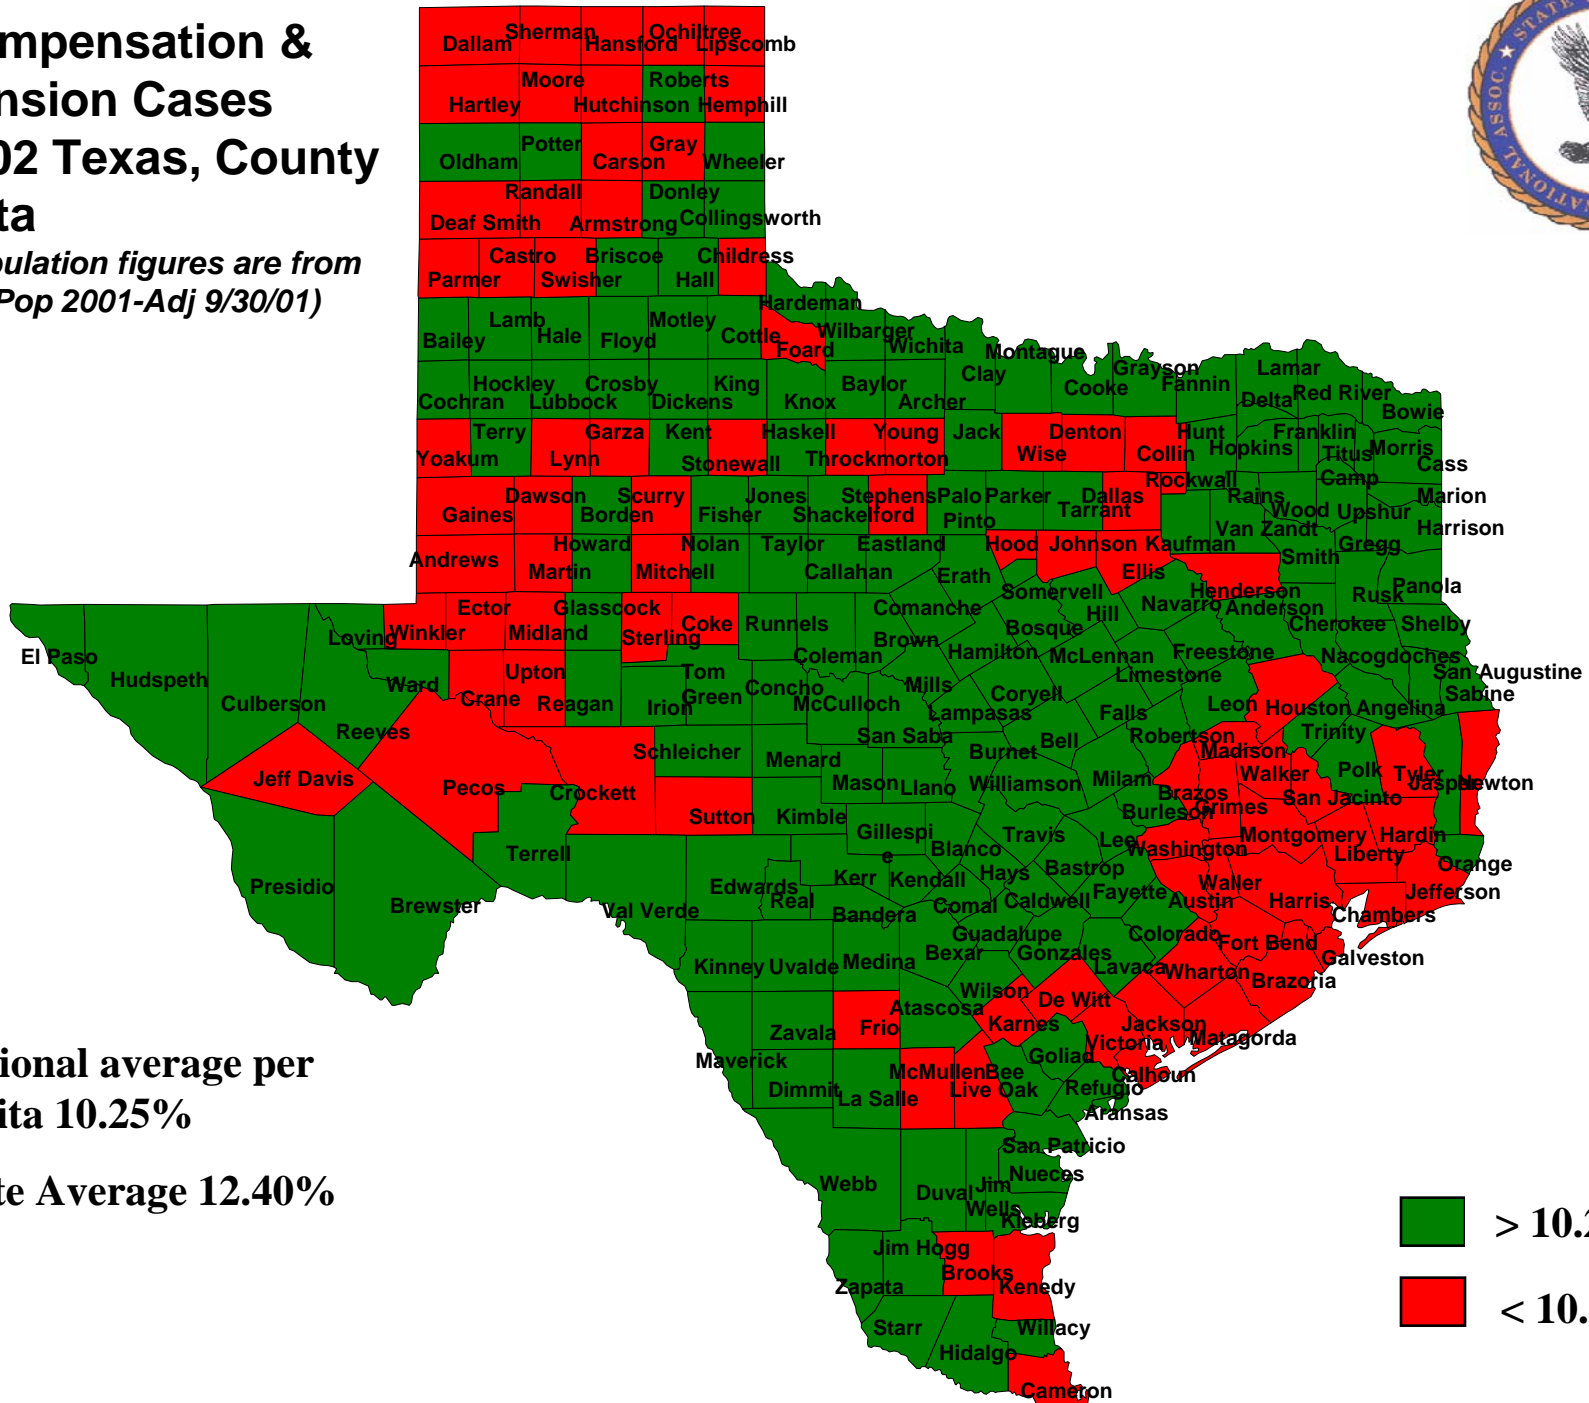 mpensation &
nsion Cases
02 Texas, County
ta
pulation figures are from
Pop 2001-Adj 9/30/01)
STATE
NATIONAL ASSOC.
Dallam Sherman Hansford Ochiltree Lipscomb
Hartley Moore Hutchinson Roberts Hemphill
Oldham Potter Carson Gray Wheeler
Deaf Smith Randall Armstrong Donley Collingsworth
Parmer Castro Swisher Briscoe Hall Childress
Hardeman
Bailey Lamb Hale Floyd Motley Cottle Foard Wilbarger Wichita
Clay Montague Cooke Grayson Fannin Lamar Delta Red River Bowie
Cochran Hockley Lubbock Crosby Dickens King Knox Baylor Archer
Yoakum Terry Lynn Garza Kent Stonewall Haskell Throckmorton Young Jack Wise Denton Collin Hunt Hopkins Franklin Titus Morris Cass
Rockwall Rains Camp
Gaines Dawson Borden Scurry Fisher Jones Shackelford Stephens Palo Pinto Parker Tarrant Dallas Van Zandt Wood Upshur Marion
Harrison
Andrews Martin Howard Mitchell Nolan Taylor Callahan Eastland Erath Hood Johnson Ellis Kaufman Smith Gregg
Somervell Hill Navarro Henderson Anderson Rusk Panola
El Paso Hudspeth Culberson Reeves Loving Winkler Ector Midland Glasscock Sterling Coke Runnels Coleman Brown Comanche Hamilton Bosque McLennan Limestone Freestone Cherokee Shelby
Nacogdoches San Augustine
Ward Crane Upton Reagan Irion Tom Green Concho McCulloch Mills Lampasas Coryell Falls Leon Houston Angelina Sabine
San Saba Burnet Bell Robertson Madison Trinity
Jeff Davis Pecos Crockett Schleicher Menard Mason Llano Williamson Milam Brazos Grimes Walker San Jacinto Polk Tyler Jasper Newton
Sutton Kimble Gillespi
e
Blanco Travis Lee Burleson Washington Montgomery Liberty Hardin Orange
Presidio Brewster Terrell Val Verde Edwards Real Kerr Kendall Hays Bastrop Fayette Austin Waller Harris Jefferson
Bandera Comal Caldwell Chambers
Kinney Uvalde Medina Bexar Guadalupe Gonzales Lavaca Colorado Wharton Fort Bend Brazoria Galveston
Maverick Zavala Frio Atascosa Wilson Karnes De Witt Victoria Jackson Matagorda
Goliad Calhoun
Dimmit La Salle McMullen Live Oak Bee Refugio
Aransas
San Patricio
Webb Duval Jim Wells Nueces
Kleberg
Zapata Jim Hogg Brooks Kenedy
Starr Hidalgo Willacy
Cameron
ional average per
ita 10.25%
te Average 12.40%
> 10.2
< 10.